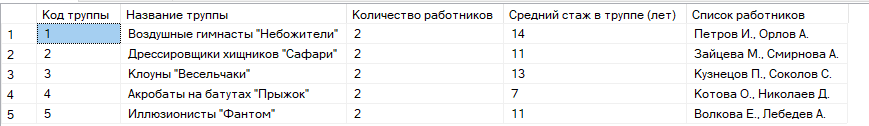 Код труппы Название труппы Количество работников Средний стаж в труппе (лет) Список работников
1 1 Воздушные гимнасты "Небожители" 2 14 Петров И., Орлов А.
2 2 Дрессировщики хищников "Сафари" 2 11 Зайцева М., Смирнова А.
3 3 Клоуны "Весельчаки" 2 13 Кузнецов П., Соколов С.
4 4 Акробаты на батутах "Прыжок" 2 7 Котова О., Николаев Д.
5 5 Иллюзионисты "Фантом" 2 11 Волкова Е., Лебедев А.